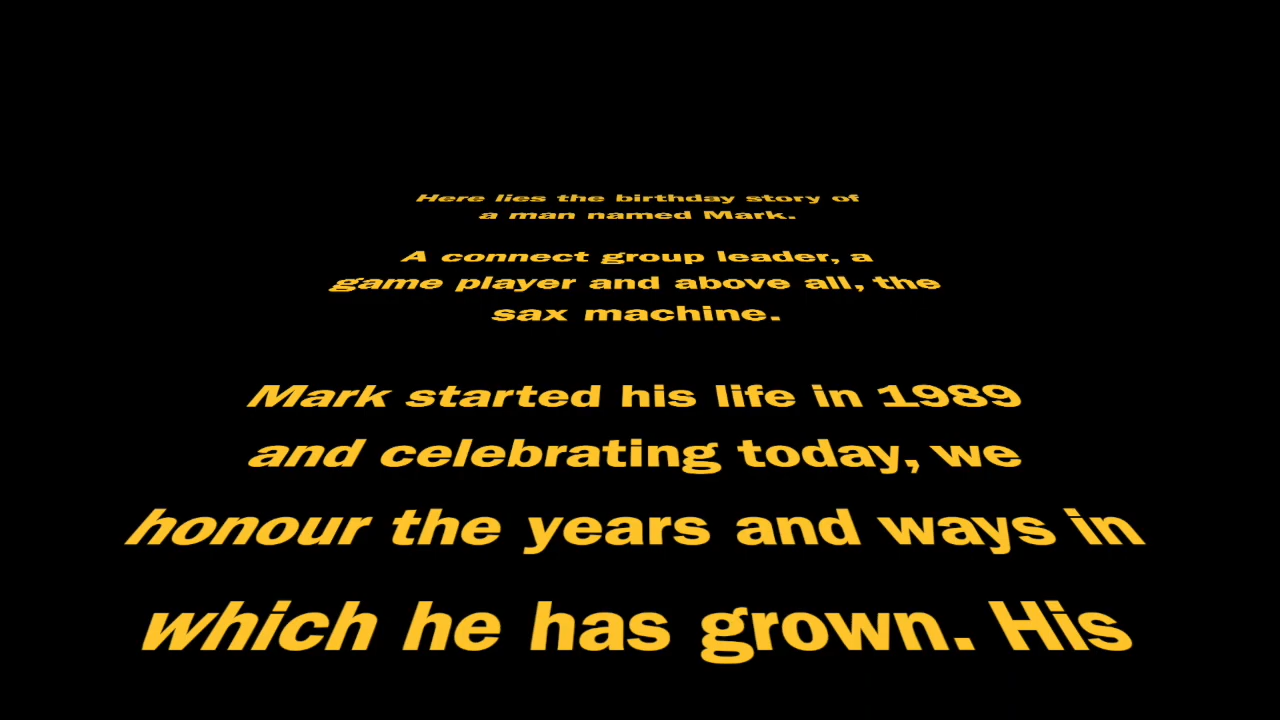 Here lies the birthday story of
a man named Mark.
A connect group leader, a
game player and above all, the
sax machine.
Mark started his life in 1989
and celebrating today, we
honour the years and ways in
which he has grown. His